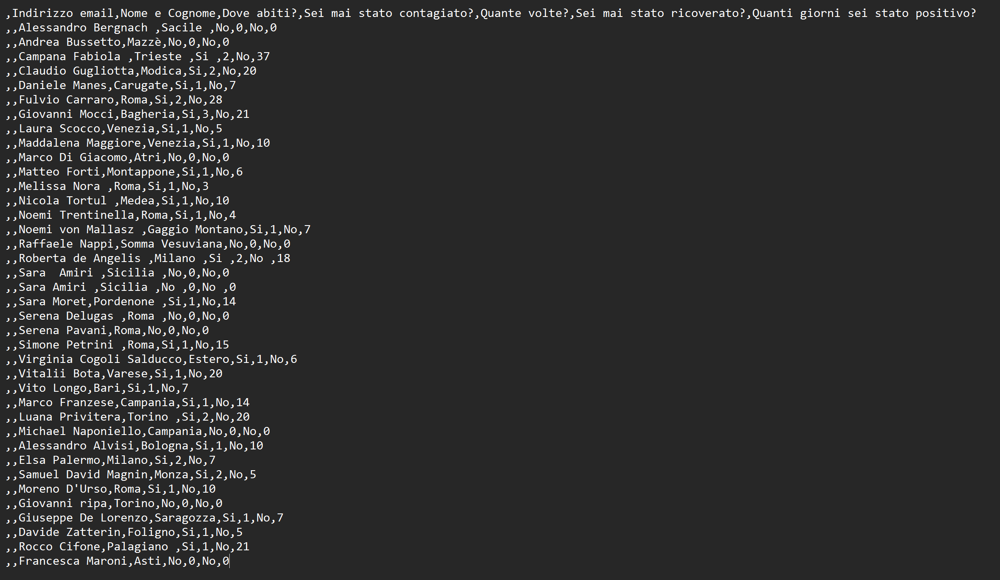 ,Indirizzo email,Nome e Cognome,Dove abiti?,Sei mai stato contagiato?,Quante volte?,Sei mai stato ricoverato?,Quanti giorni sei stato positivo?
,,Alessandro Bergnach ,Sacile ,No,0,No,0
,,Andrea Bussetto,Mazzè,No,0,No,0
,,Campana Fabiola ,Trieste ,Si ,2,No,37
,,Claudio Gugliotta,Modica,Si,2,No,20
,,Daniele Manes,Carugate,Si,1,No,7
,,Fulvio Carraro,Roma,Si,2,No,28
,,Giovanni Mocci,Bagheria,Si,3,No,21
,,Laura Scocco,Venezia,Si,1,No,5
,,Maddalena Maggiore,Venezia,Si,1,No,10
,,Marco Di Giacomo,Atri,No,0,No,0
,,Matteo Forti,Montappone,Si,1,No,6
,,Melissa Nora ,Roma,Si,1,No,3
,,Nicola Tortul ,Medea,Si,1,No,10
,,Noemi Trentinella,Roma,Si,1,No,4
,,Noemi von Mallasz ,Gaggio Montano,Si,1,No,7
,,Raffaele Nappi,Somma Vesuviana,No,0,No,0
,,Roberta de Angelis ,Milano ,Si ,2,No ,18
,,Sara  Amiri ,Sicilia ,No,0,No,0
,,Sara Amiri ,Sicilia ,No ,0,No ,0
,,Sara Moret,Pordenone ,Si,1,No,14
,,Serena Delugas ,Roma ,No,0,No,0
,,Serena Pavani,Roma,No,0,No,0
,,Simone Petrini ,Roma,Si,1,No,15
,,Virginia Cogoli Salducco,Estero,Si,1,No,6
,,Vitalii Bota,Varese,Si,1,No,20
,,Vito Longo,Bari,Si,1,No,7
,,Marco Franzese,Campania,Si,1,No,14
,,Luana Privitera,Torino ,Si,2,No,20
,,Michael Naponiello,Campania,No,0,No,0
,,Alessandro Alvisi,Bologna,Si,1,No,10
,,Elsa Palermo,Milano,Si,2,No,7
,,Samuel David Magnin,Monza,Si,2,No,5
,,Moreno D'Urso,Roma,Si,1,No,10
,,Giovanni ripa,Torino,No,0,No,0
,,Giuseppe De Lorenzo,Saragozza,Si,1,No,7
,,Davide Zatterin,Foligno,Si,1,No,5
,,Rocco Cifone,Palagiano ,Si,1,No,21
,,Francesca Maroni,Asti,No,0,No,0